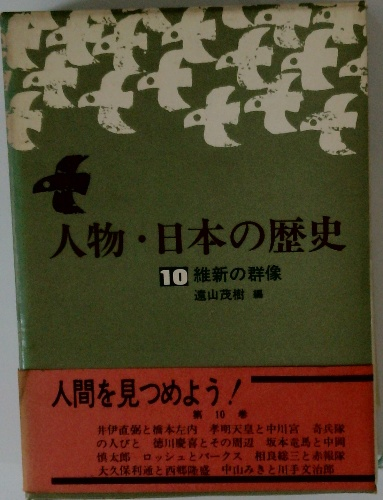 人物・日本の歴史
10 維新の群像
遠山茂樹 編
人間を見つめよう!
第10巻
井伊直弼と橋本左内 孝明天皇と中川宮 奇兵隊
の人びと 徳川慶喜とその周辺 坂本竜馬と中岡
慎太郎 ロッシュとパークス 相良総三と赤報隊
大久保利通と西郷隆盛 中山みきと川手文治郎